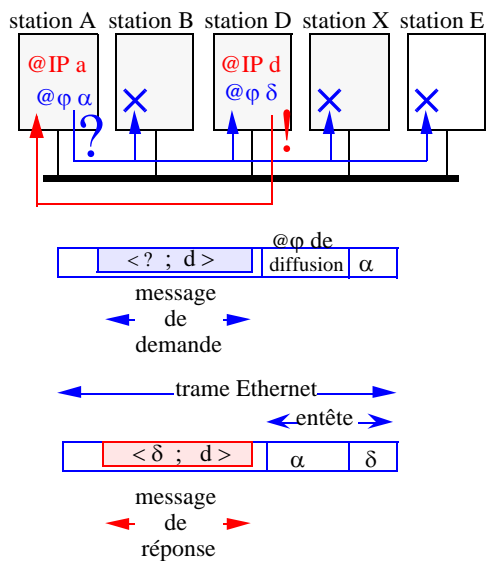 station A station B station D station X station E
@IP a @IP d
@φ α @φ δ
? !
@φ de
< ? ; d > diffusion α
message
de
demande
trame Ethernet
entête
< δ ; d > α δ
message
de
réponse